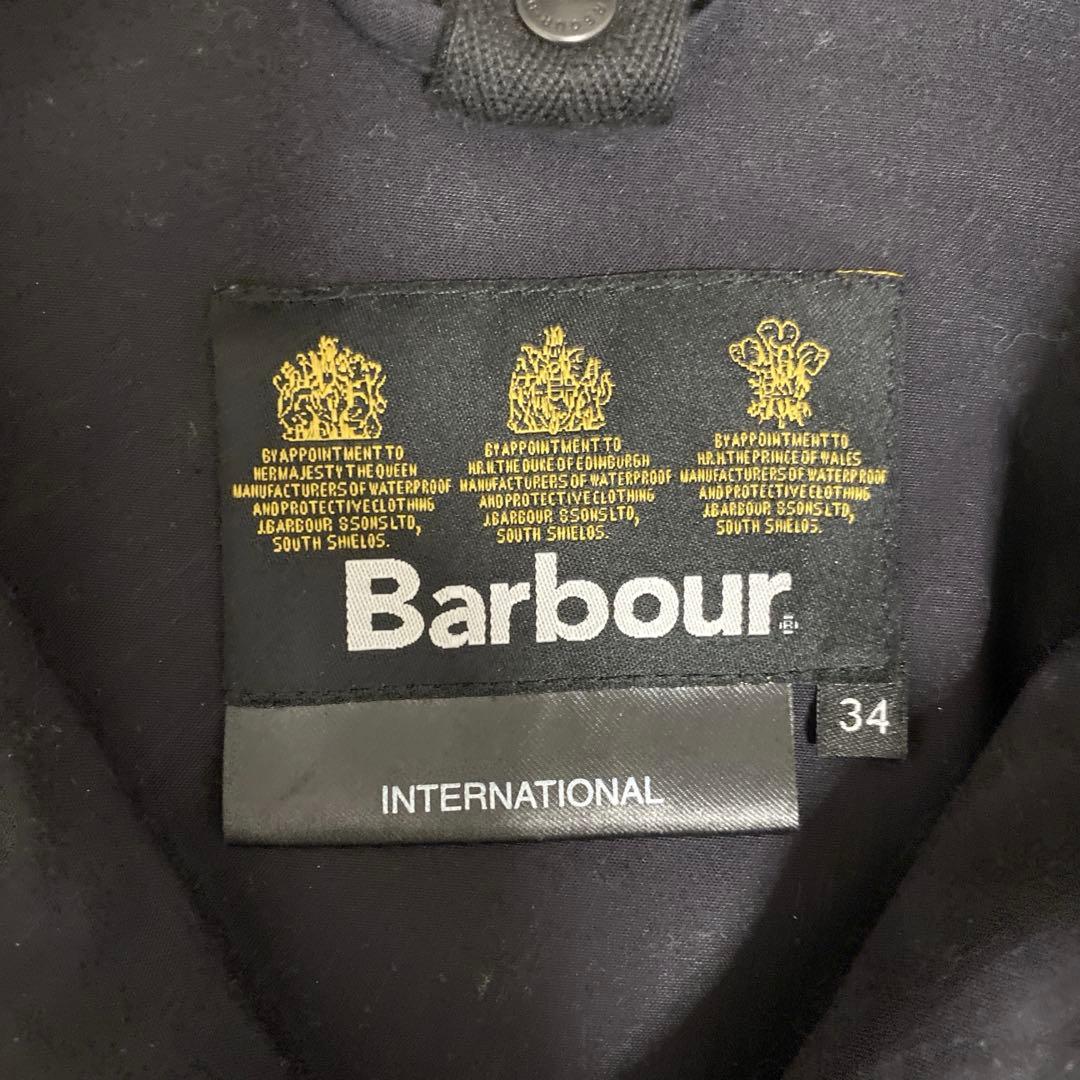 BY APPOINTMENT TO
HER MAJESTY THE QUEEN
MANUFACTURERS OF WATERPROOF
AND PROTECTIVE CLOTHING
J.BARBOUR & SONS LTD,
SOUTH SHIELDS.
BY APPOINTMENT TO
H.R.H. THE DUKE OF EDINBURGH
MANUFACTURERS OF WATERPROOF
AND PROTECTIVE CLOTHING
J.BARBOUR & SONS LTD,
SOUTH SHIELDS.
BY APPOINTMENT TO
H.R.H. THE PRINCE OF WALES
MANUFACTURERS OF WATERPROOF
AND PROTECTIVE CLOTHING
J.BARBOUR & SONS LTD,
SOUTH SHIELDS.
Barbour®
34
INTERNATIONAL